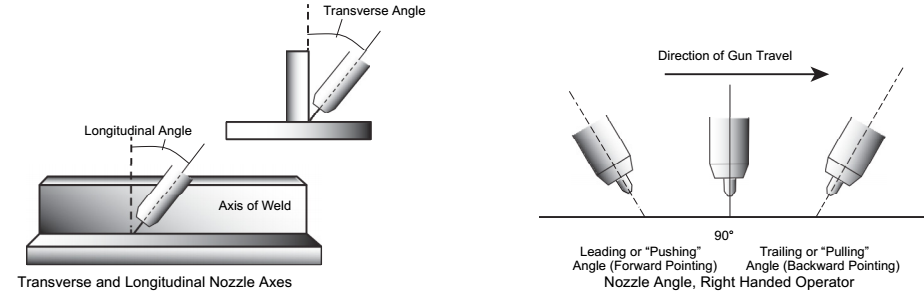 Transverse Angle
Longitudinal Angle
Axis of Weld
Transverse and Longitudinal Nozzle Axes
Direction of Gun Travel
90°
Leading or “Pushing”
Angle (Forward Pointing)
Trailing or “Pulling”
Angle (Backward Pointing)
Nozzle Angle, Right Handed Operator